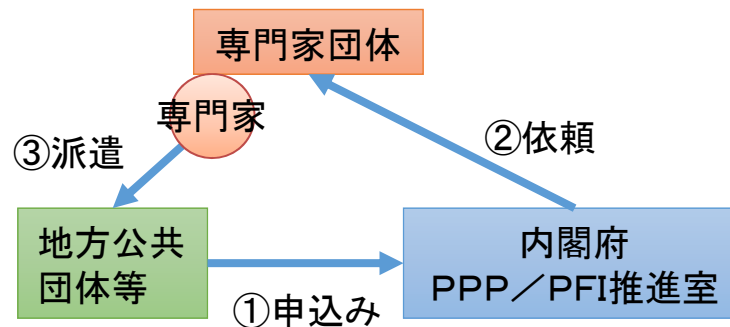 専門家団体
専門家
③派遣
②依頼
地方公共
団体等
内閣府
PPP／PFI推進室
①申込み